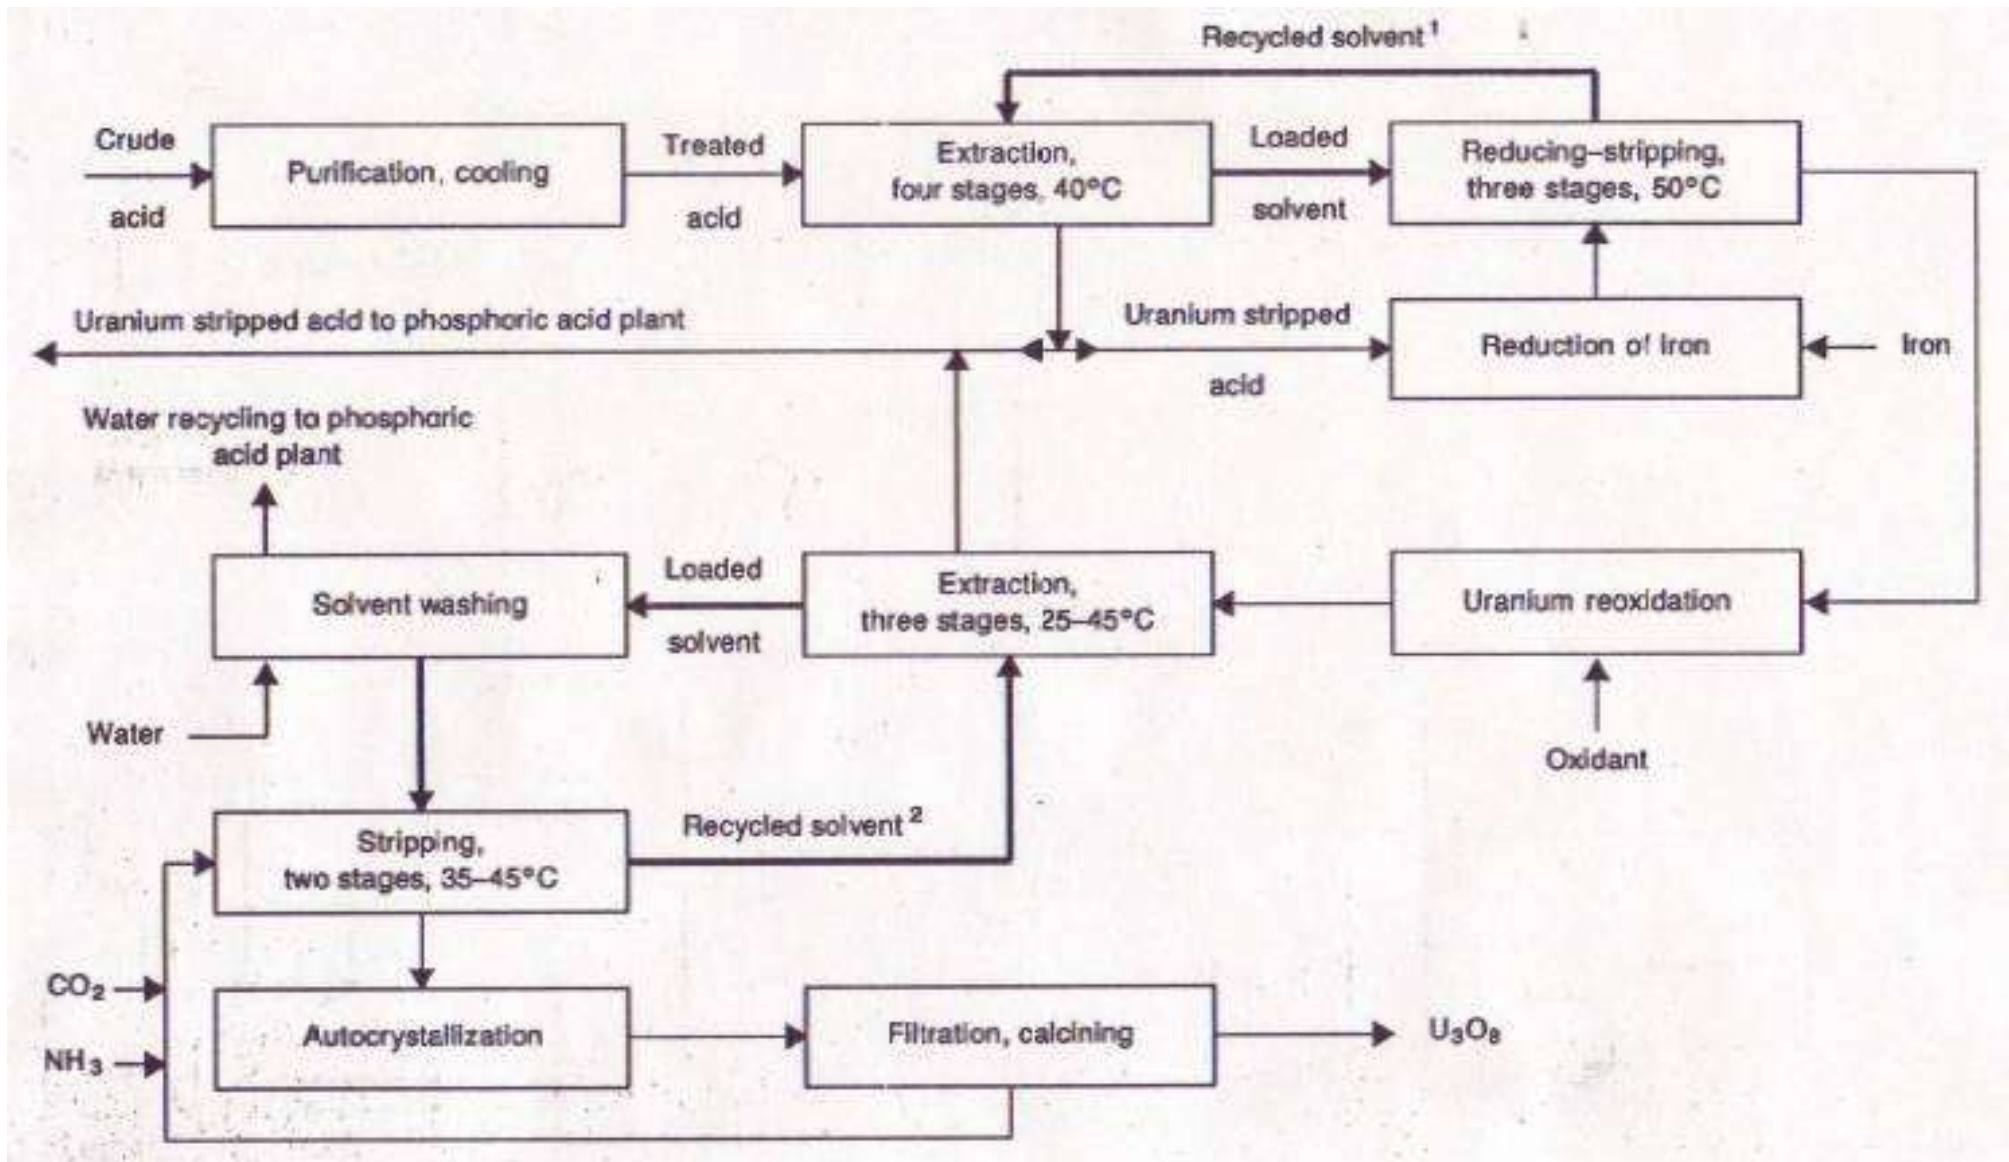 Recycled solvent 1
Crude
acid
Purification, cooling
Treated
acid
Extraction,
four stages, 40°C
Loaded
solvent
Reducing–stripping,
three stages, 50°C
Uranium stripped acid to phosphoric acid plant
Uranium stripped
acid
Reduction of iron
Iron
Water recycling to phosphoric
acid plant
Solvent washing
Loaded
solvent
Extraction,
three stages, 25–45°C
Uranium reoxidation
Water
Oxidant
Stripping,
two stages, 35–45°C
Recycled solvent 2
CO2
NH3
Autocrystallization
Filtration, calcining
U3O8